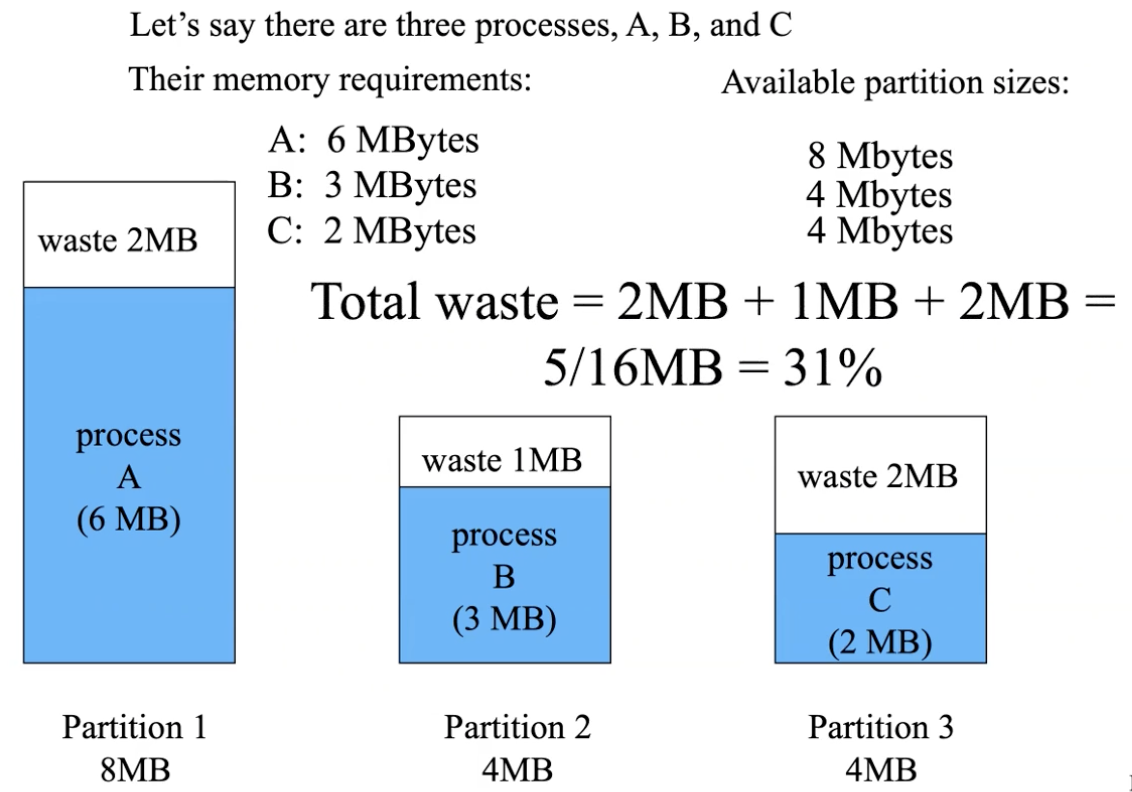 Let’s say there are three processes, A, B, and C
Their memory requirements:
Available partition sizes:
A: 6 MBytes
B: 3 MBytes
C: 2 MBytes
8 Mbytes
4 Mbytes
4 Mbytes
Total waste = 2MB + 1MB + 2MB =
5/16MB = 31%
waste 2MB
process
A
(6 MB)
Partition 1
8MB
waste 1MB
process
B
(3 MB)
Partition 2
4MB
waste 2MB
process
C
(2 MB)
Partition 3
4MB